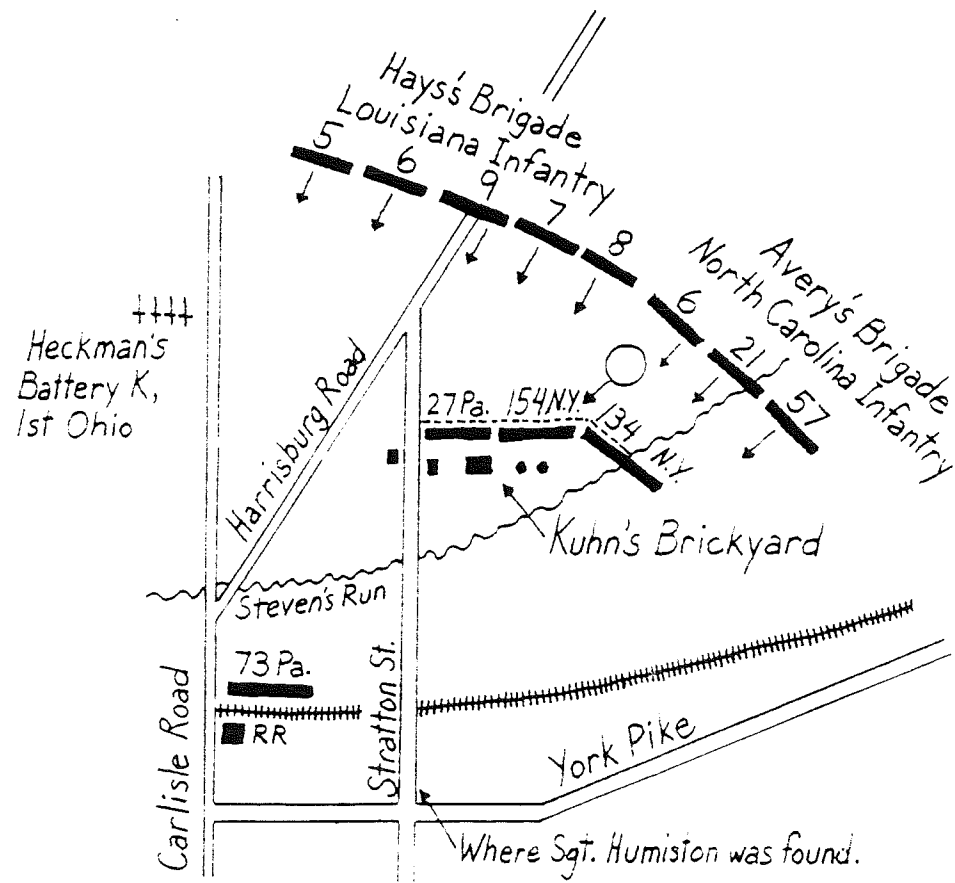 Hays's Brigade
Louisiana Infantry
5
6
9
7
8
Avery's Brigade
North Carolina Infantry
6
21
57
Heckman's
Battery K,
1st Ohio
Harrisburg Road
27 Pa.
154 N.Y.
134 N.Y.
Kuhn's Brickyard
Steven's Run
73 Pa.
RR
Carlisle Road
Stratton St.
York Pike
Where Sgt. Humiston was found.